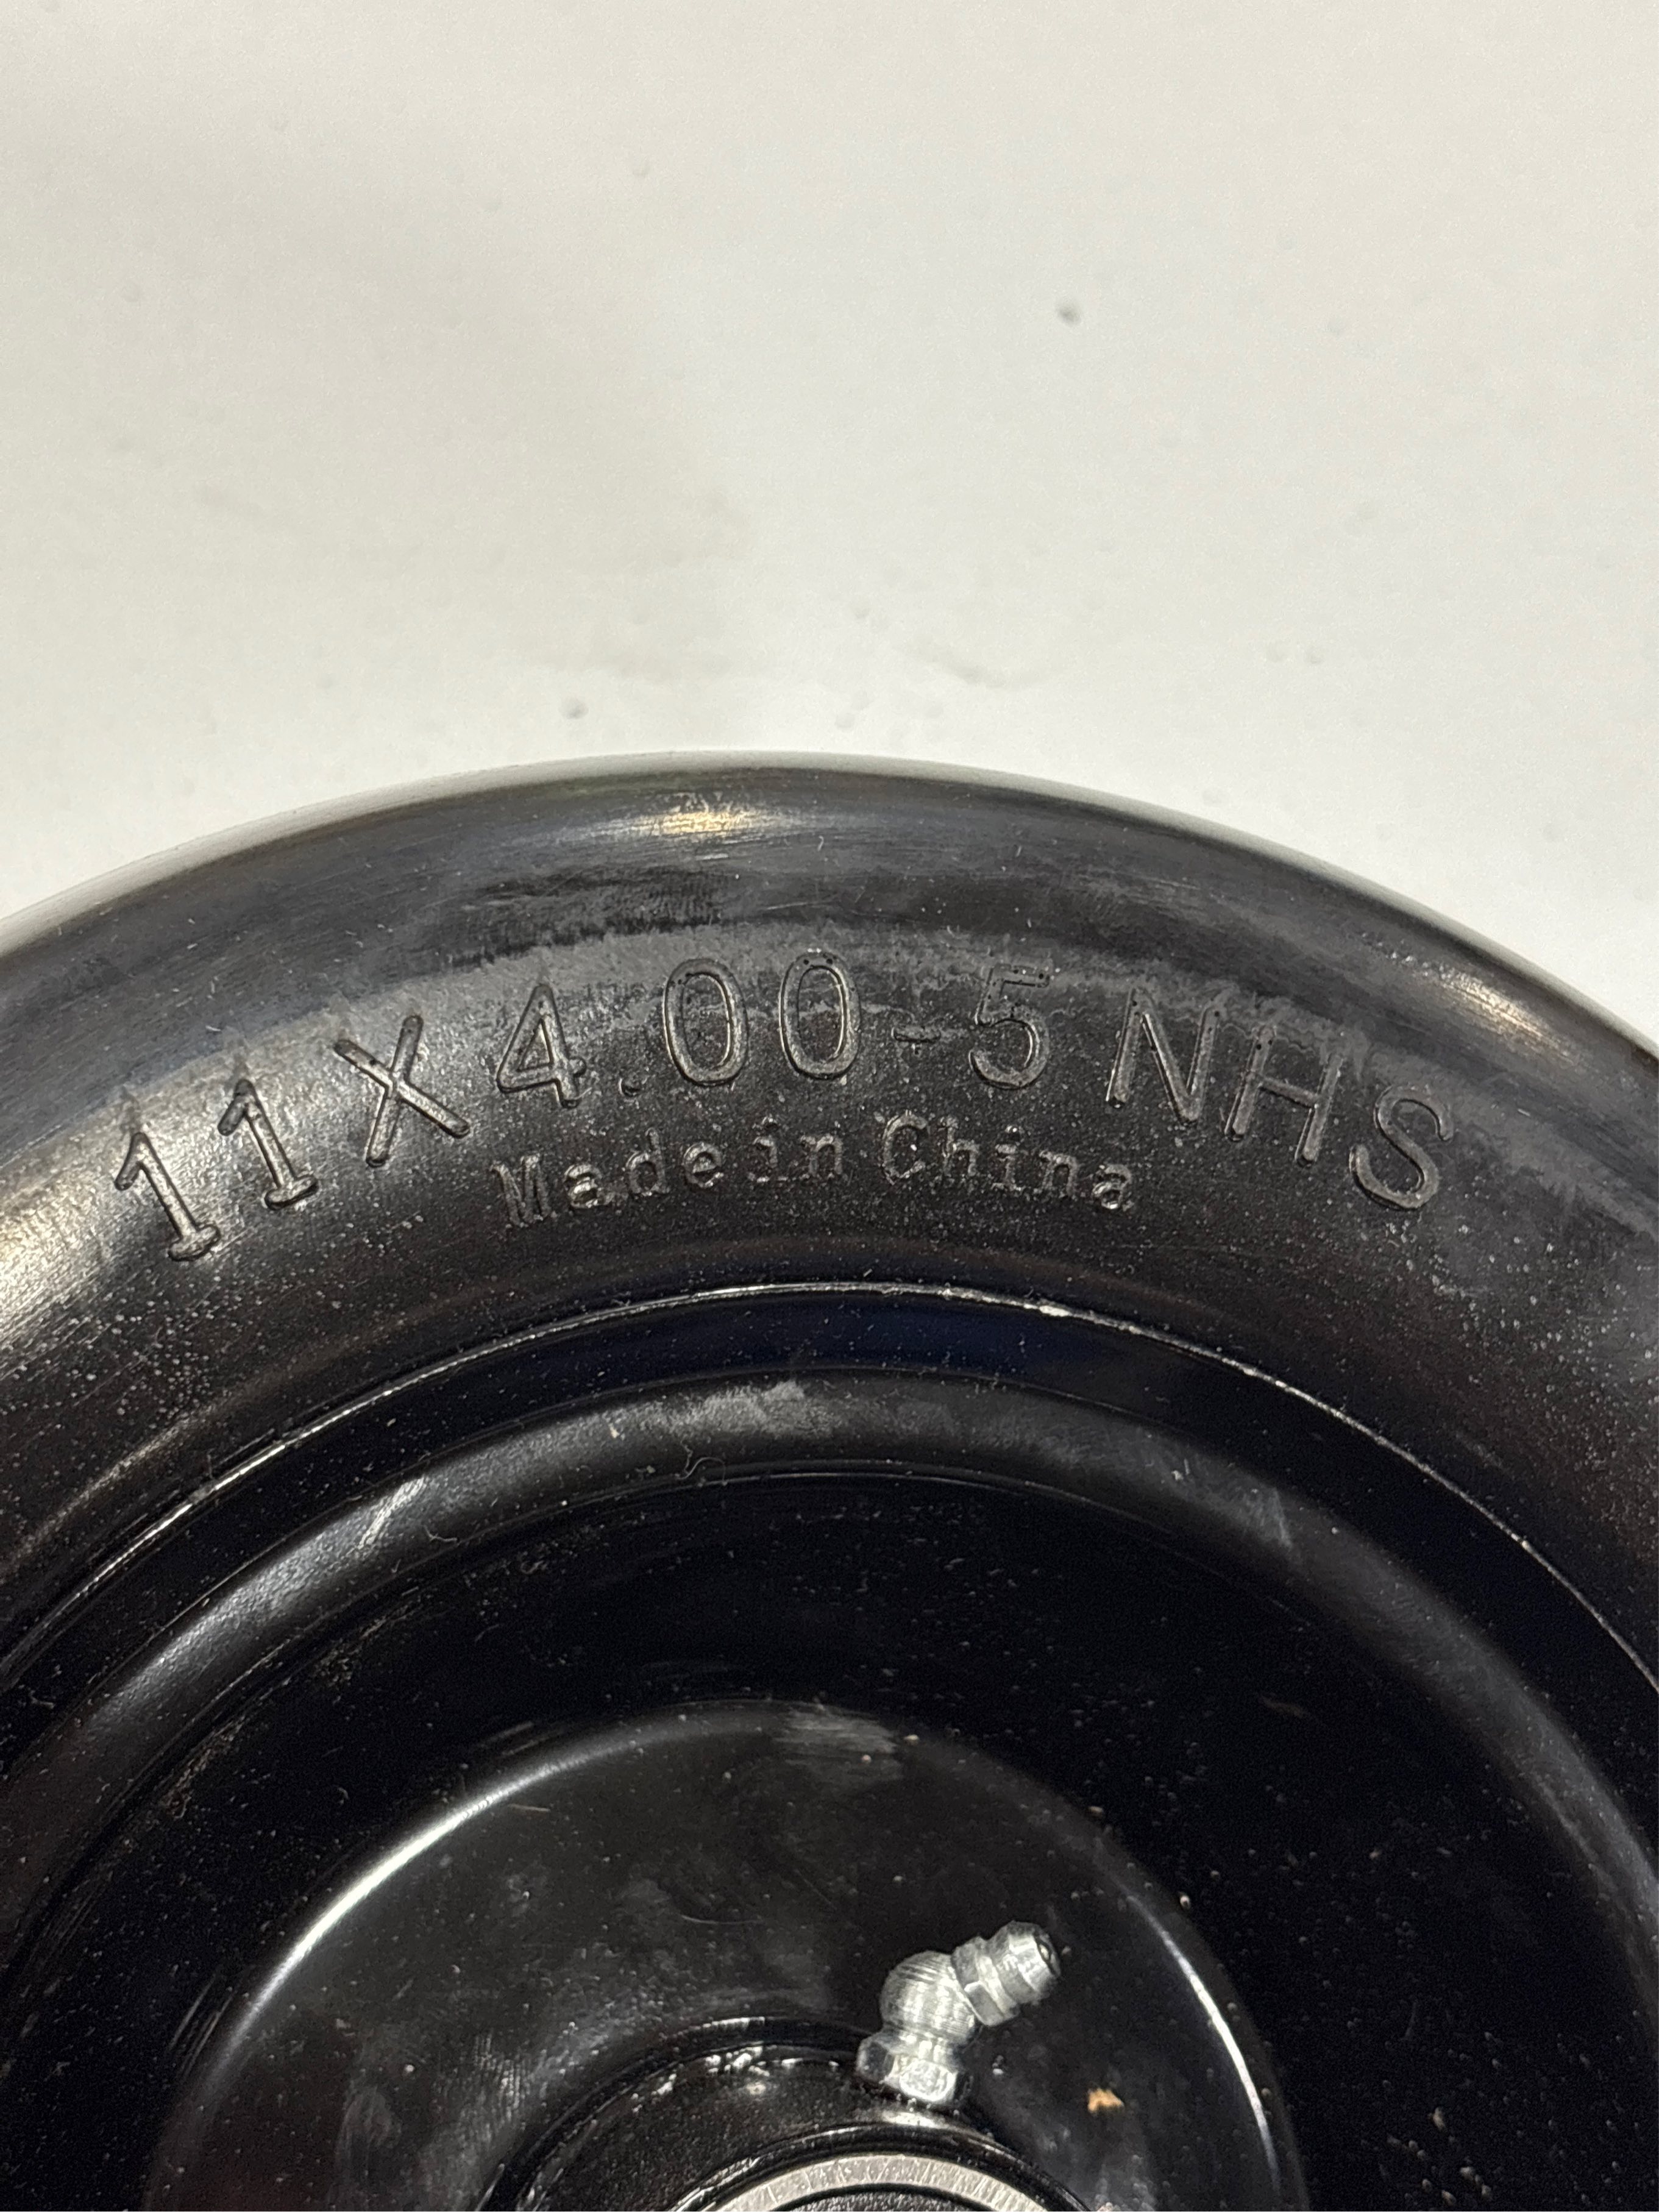 11X4.00-5 NHS
Made in China